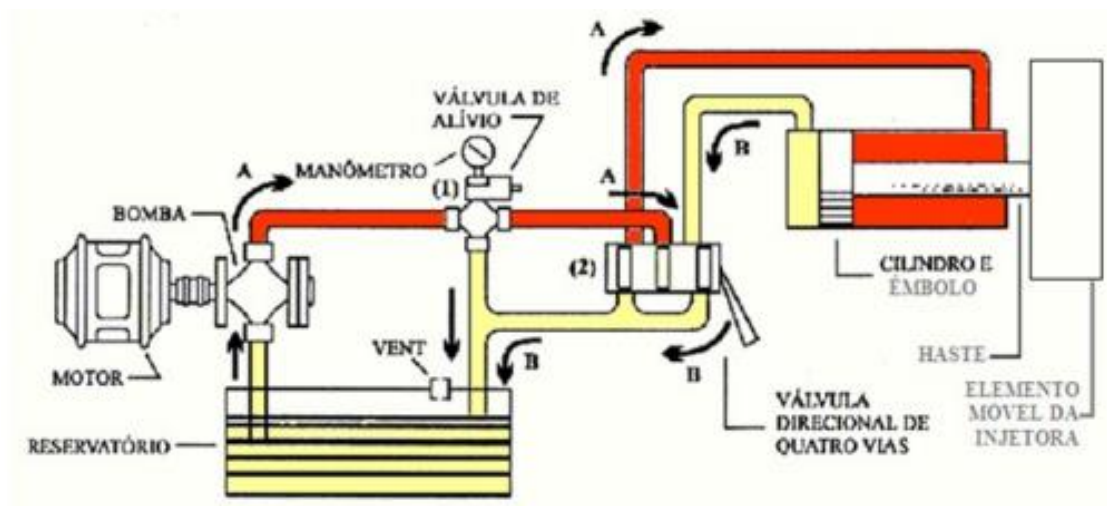 A
VÁLVULA DE
ALÍVIO
MANÔMETRO
(1)
A
BOMBA
B
A
(2)
CILINDRO E
ÊMBOLO
VENT
B
B
HASTE
MOTOR
VÁLVULA
DIRECIONAL DE
QUATRO VIAS
ELEMENTO
MOVEL DA
INJETORA
RESERVATÓRIO